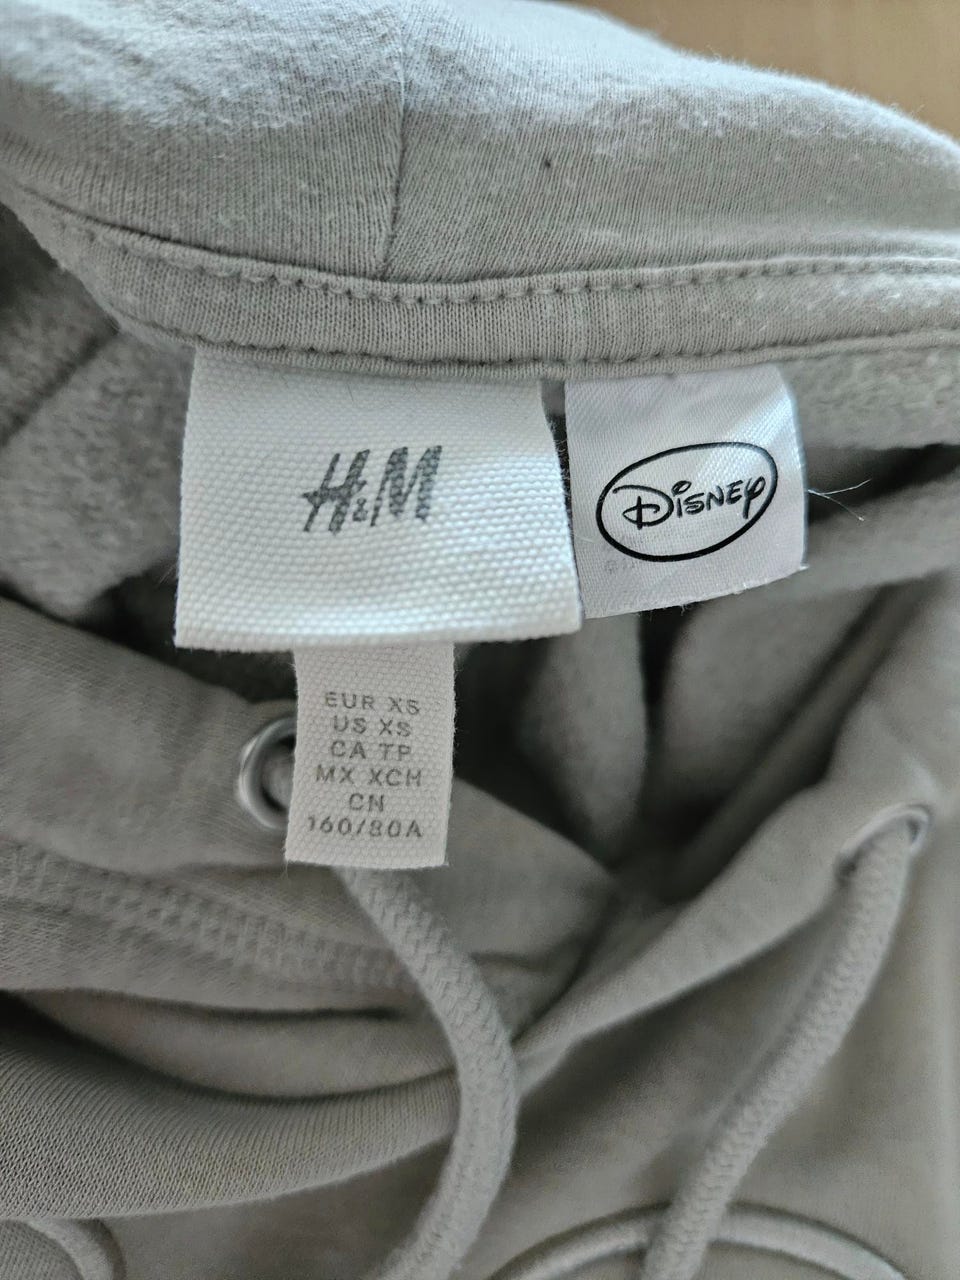 H&M
Disney
EUR XS
US XS
CA TP
MX XCH
CN
160/80A